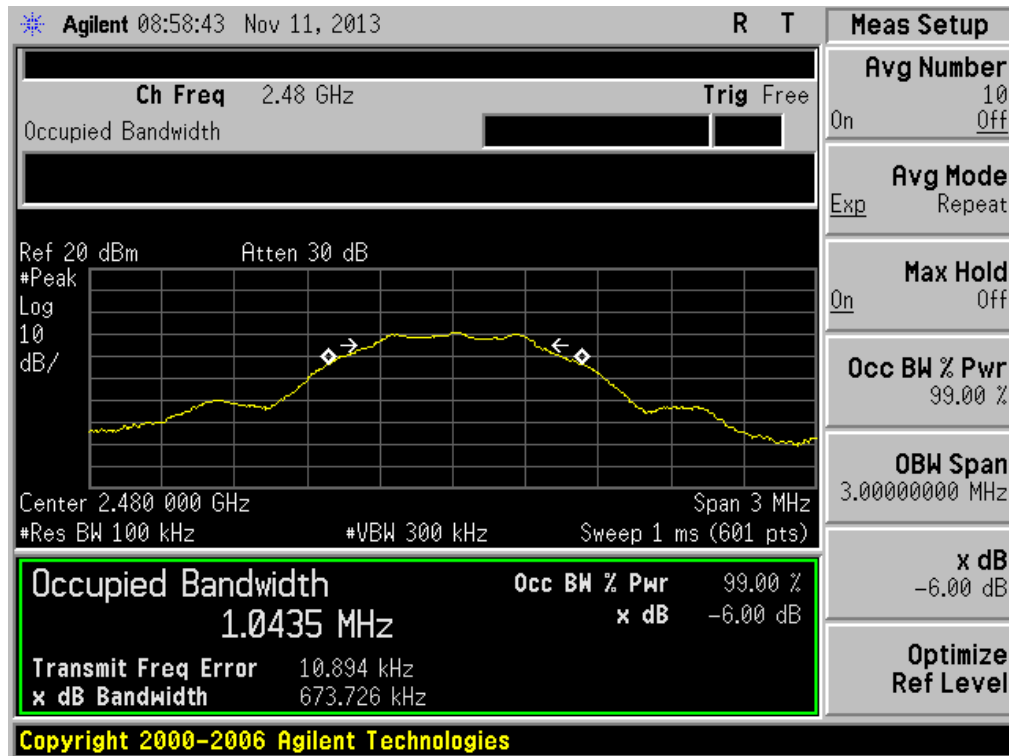 Agilent 08:58:43 Nov 11, 2013 R T
Ch Freq 2.48 GHz Trig Free
Occupied Bandwidth
Ref 20 dBm Atten 30 dB
#Peak
Log
10
dB/
Center 2.480 000 GHz Span 3 MHz
#Res BW 100 kHz #VBW 300 kHz Sweep 1 ms (601 pts)
Occupied Bandwidth Occ BW % Pwr 99.00 %
1.0435 MHz x dB -6.00 dB
Transmit Freq Error 10.894 kHz
x dB Bandwidth 673.726 kHz
Copyright 2000-2006 Agilent Technologies
Meas Setup
Avg Number
10
On Off
Avg Mode
Exp Repeat
Max Hold
On Off
Occ BW % Pwr
99.00 %
OBW Span
3.00000000 MHz
x dB
-6.00 dB
Optimize
Ref Level